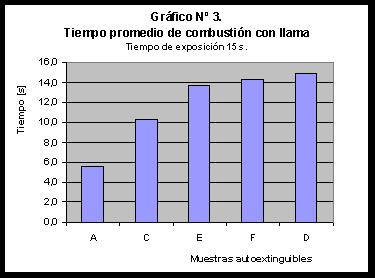 Gráfico Nº 3.
Tiempo promedio de combustión con llama
Tiempo de exposición 15 s.
Tiempo [s]
16,0
14,0
12,0
10,0
8,0
6,0
4,0
2,0
0,0
A C E F D
Muestras autoextinguibles